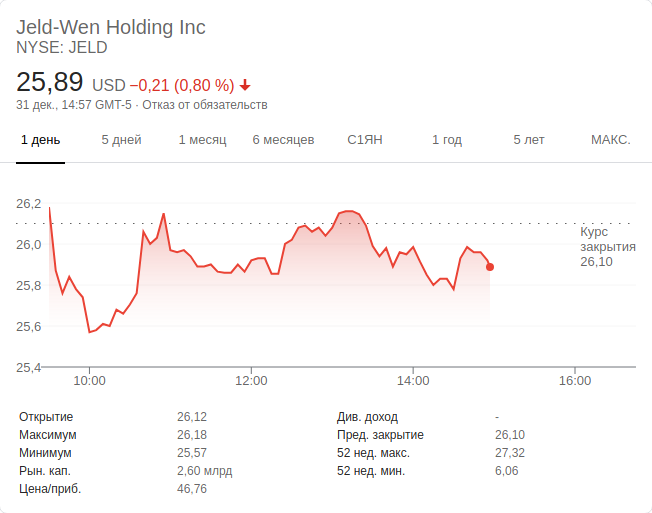 Jeld-Wen Holding Inc
NYSE: JELD
25,89 USD −0,21 (0,80 %)
31 дек., 14:57 GMT-5 · Отказ от обязательств
1 день 5 дней 1 месяц 6 месяцев С1ЯН 1 год 5 лет МАКС.
26,2
26,0
25,8
25,6
25,4
Курс
закрытия
26,10
10:00 12:00 14:00 16:00
Открытие 26,12
Максимум 26,18
Минимум 25,57
Рын. кап. 2,60 млрд
Цена/приб. 46,76
Див. доход -
Пред. закрытие 26,10
52 нед. макс. 27,32
52 нед. мин. 6,06